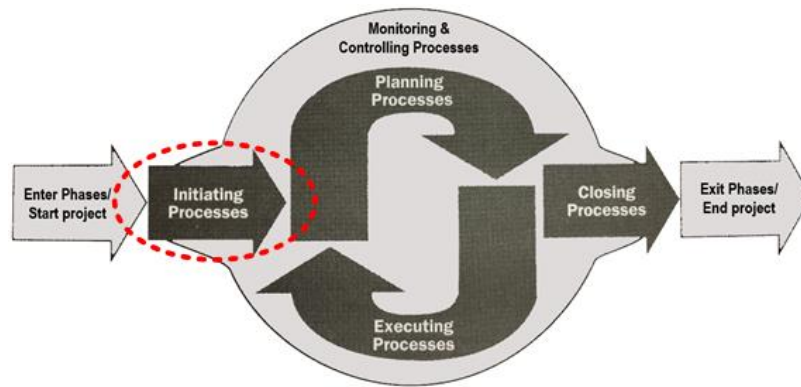 Monitoring &
Controlling Processes
Planning
Processes
Enter Phases/
Start project
Initiating
Processes
Closing
Processes
Exit Phases/
End project
Executing
Processes